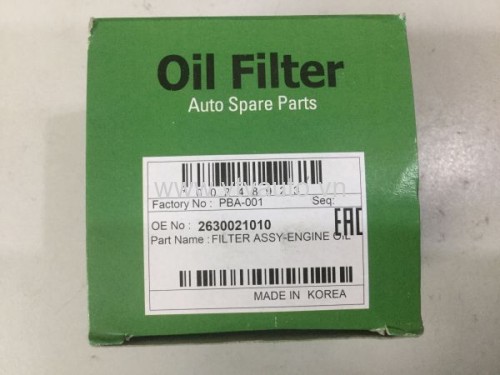 Oil Filter
Auto Spare Parts
Factory No : PBA-001 Seq:
OE No : 2630021010
EAC
Part Name : FILTER ASSY-ENGINE OIL
MADE IN KOREA